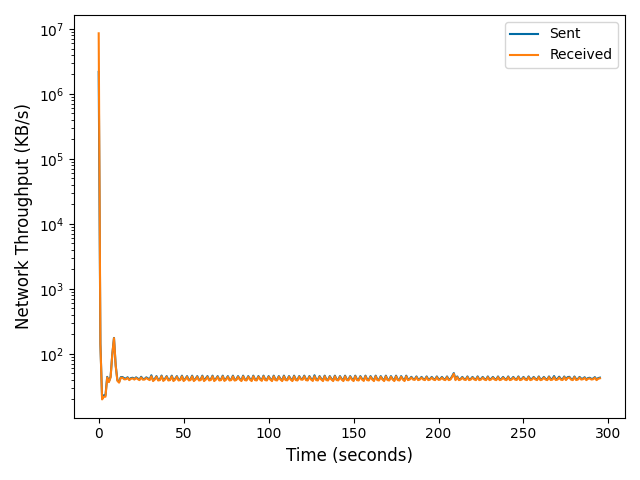 Sent
Received
Network Throughput (KB/s)
10⁷
10⁶
10⁵
10⁴
10³
10²
0 50 100 150 200 250 300
Time (seconds)